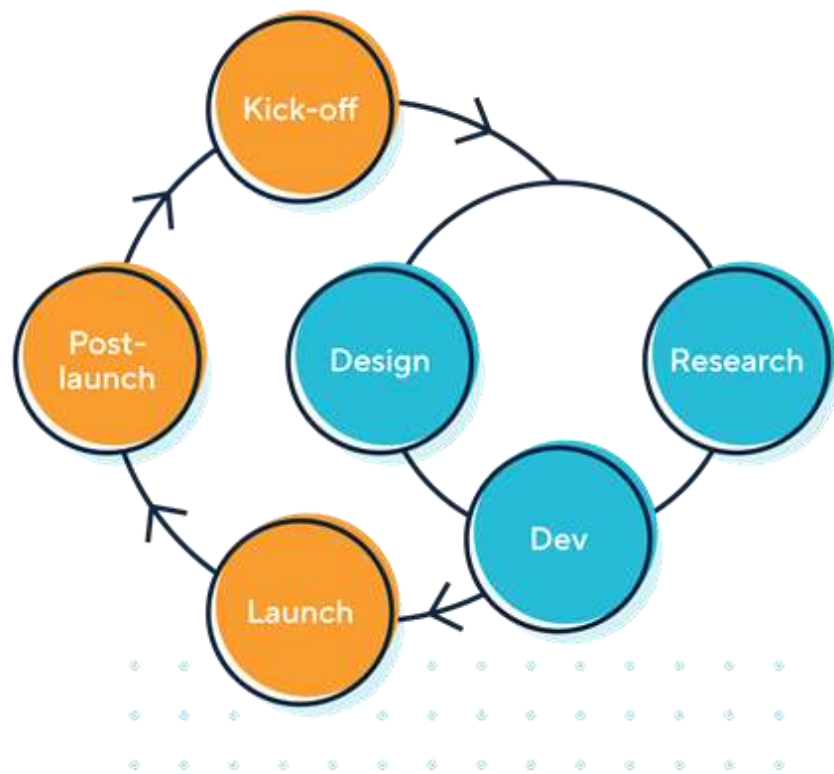 Kick-off
Post-
launch
Design
Research
Dev
Launch